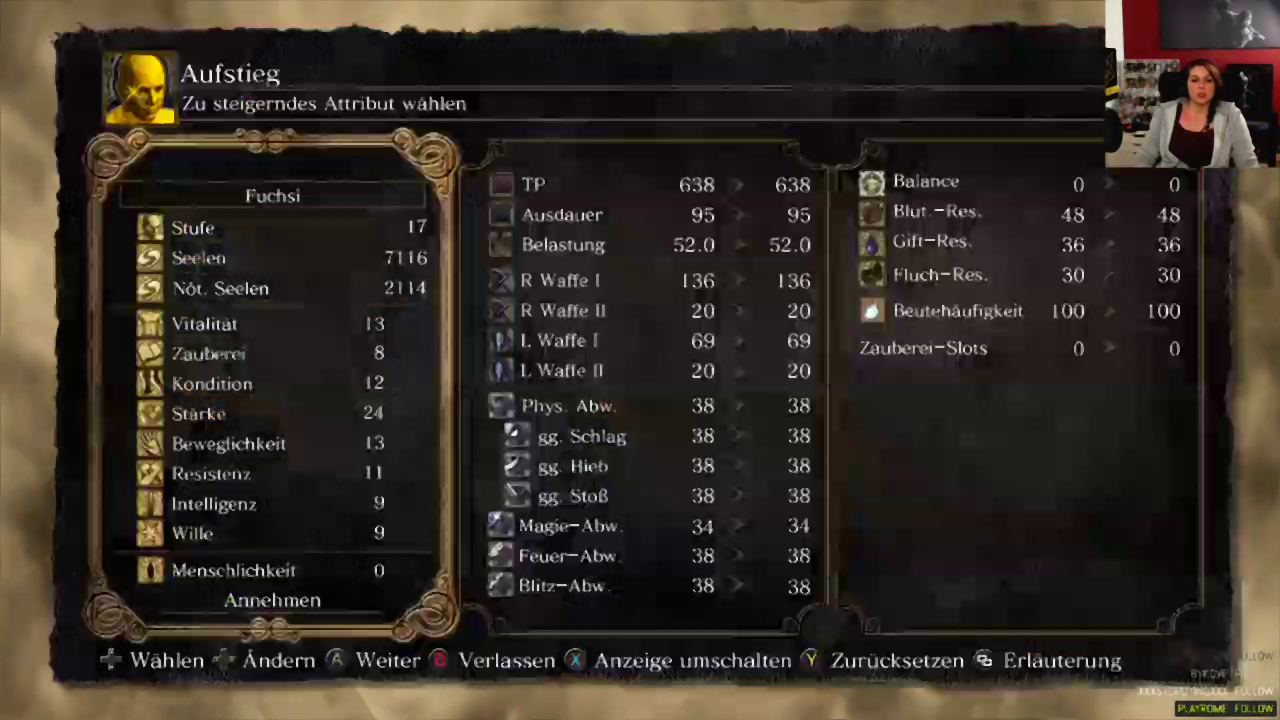 Aufstieg
Zu steigerndes Attribut wählen
Fuchsi
Stufe 17
Seelen 7116
Nöt. Seelen 2114
Vitalität 13
Zauberei 8
Kondition 12
Stärke 24
Beweglichkeit 13
Resistenz 11
Intelligenz 9
Wille 9
Menschlichkeit 0
Annehmen
TP 638 > 638
Ausdauer 95 > 95
Belastung 52.0 > 52.0
R Waffe I 136 > 136
R Waffe II 20 > 20
L Waffe I 69 > 69
L Waffe II 20 > 20
Phys. Abw. 38 > 38
gg. Schlag 38 > 38
gg. Hieb 38 > 38
gg. Stoß 38 > 38
Magie-Abw. 34 > 34
Feuer-Abw. 38 > 38
Blitz-Abw. 38 > 38
Balance 0 > 0
Blut.-Res. 48 > 48
Gift-Res. 36 > 36
Fluch-Res. 30 > 30
Beutehäufigkeit 100 > 100
Zauberei-Slots 0 > 0
Wählen Ändern A Weiter B Verlassen X Anzeige umschalten Y Zurücksetzen Erläuterung
FOLLOW
PLAYROME FOLLOW